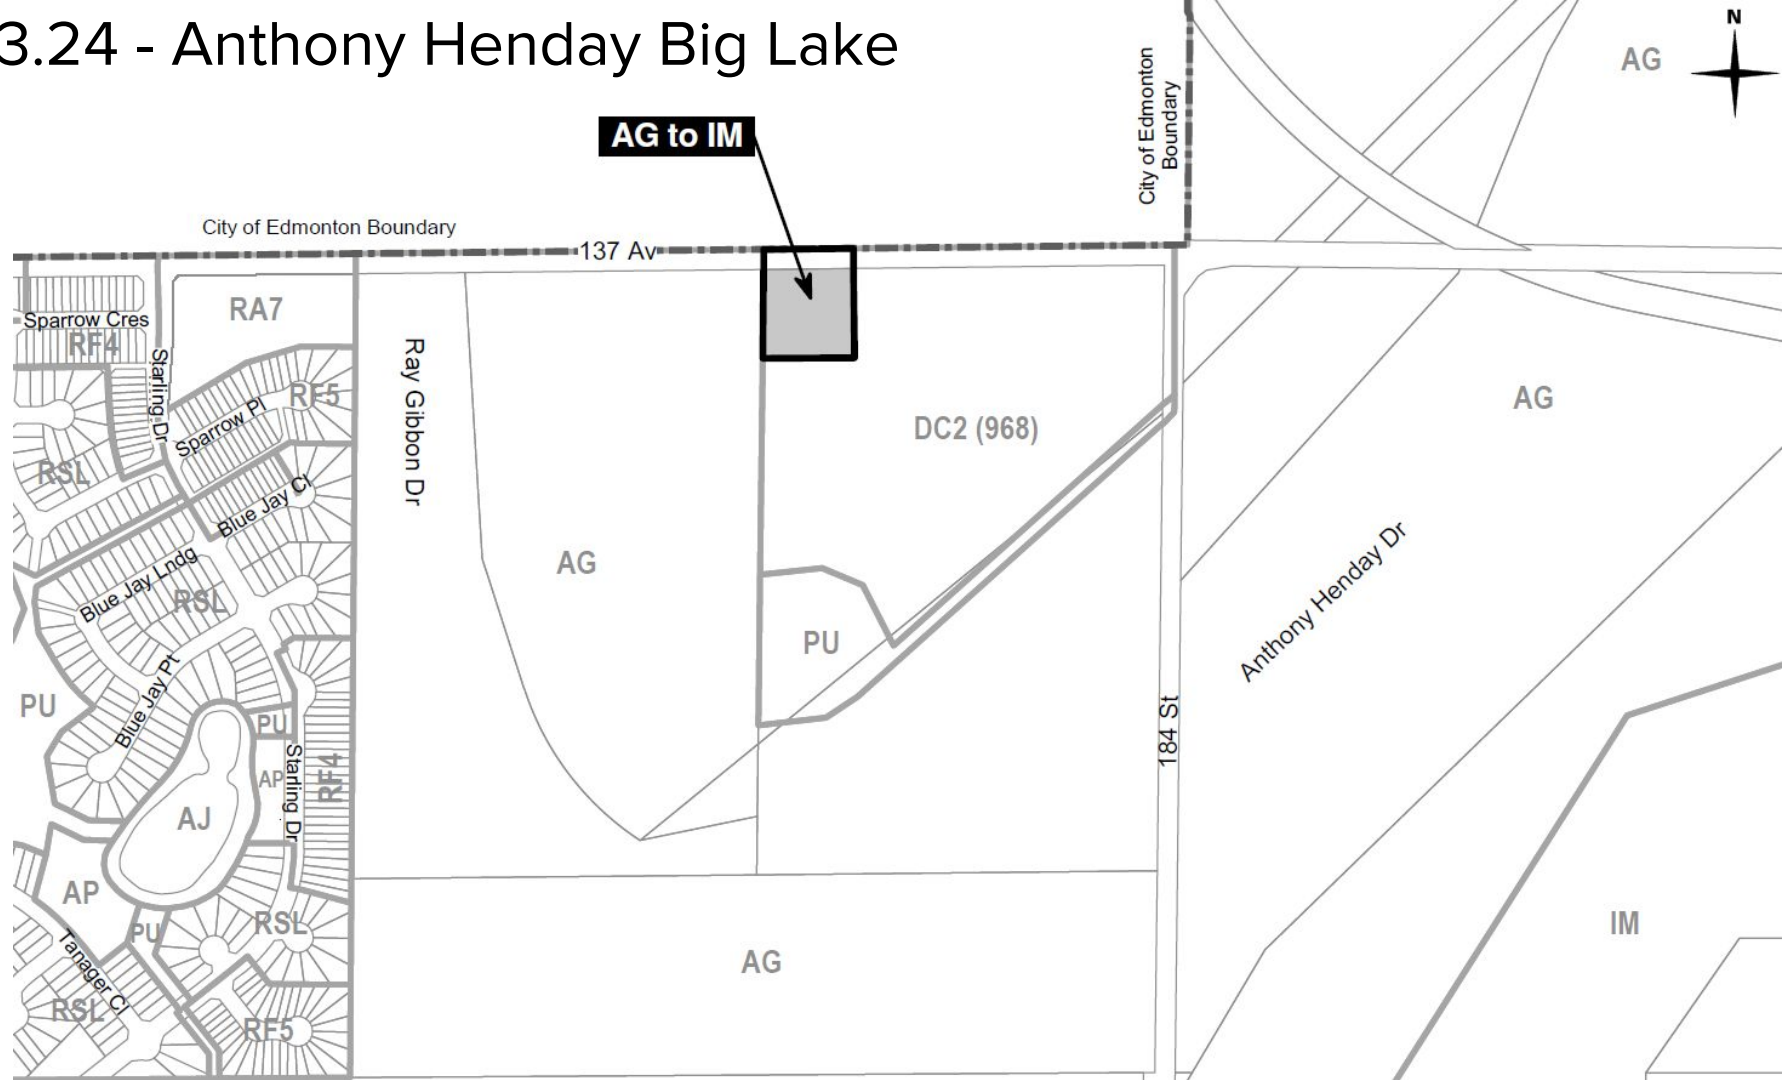 3.24 - Anthony Henday Big Lake
N
AG
City of Edmonton
Boundary
AG to IM
City of Edmonton Boundary
137 Av
RA7
Sparrow Cres
RF4
Starling Dr
Ray Gibbon Dr
RF5
AG
Sparrow Pl
DC2 (968)
RSL
Blue Jay Cl
AG
Blue Jay Lndg
RSL
Anthony Henday Dr
PU
Blue Jay Pt
PU
PU
184 St
AP
Starling Dr
RF4
AJ
AP
PU
RSL
IM
Tanager Cl
AG
RSL
RF5